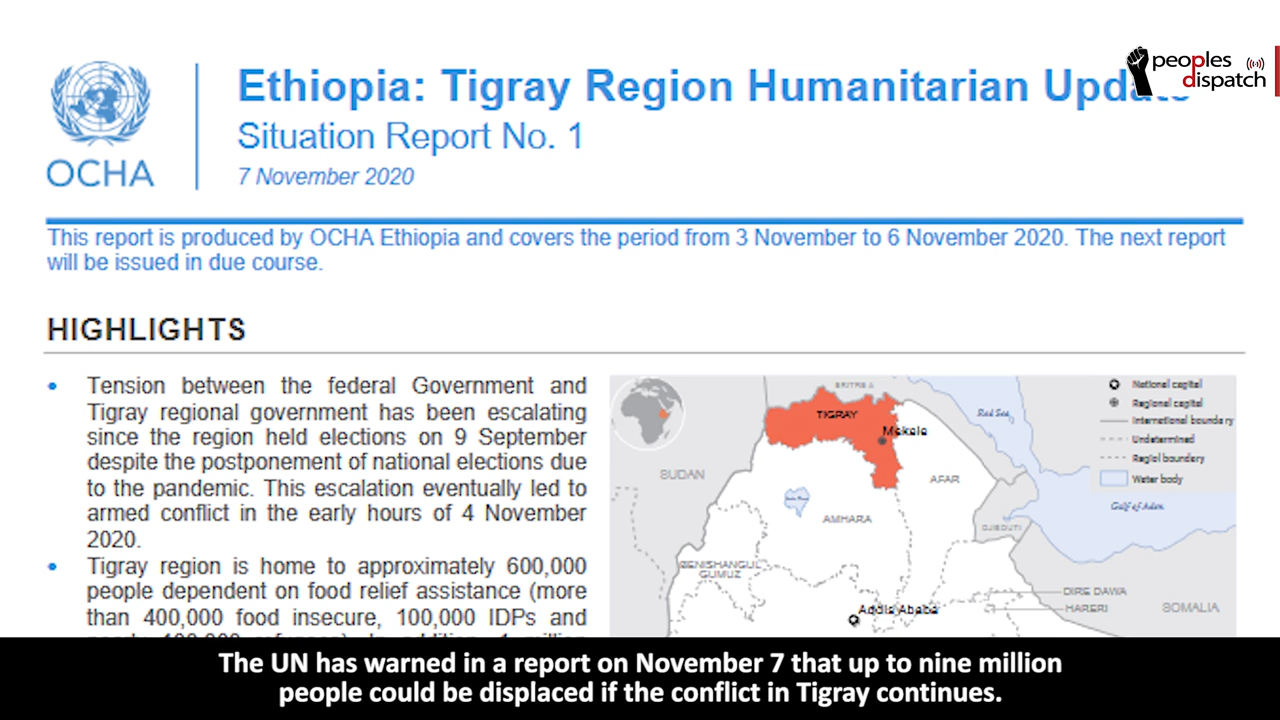 peoples
dispatch
OCHA
Ethiopia: Tigray Region Humanitarian Update
Situation Report No. 1
7 November 2020
This report is produced by OCHA Ethiopia and covers the period from 3 November to 6 November 2020. The next report
will be issued in due course.
HIGHLIGHTS
• Tension between the federal Government and
Tigray regional government has been escalating
since the region held elections on 9 September
despite the postponement of national elections due
to the pandemic. This escalation eventually led to
armed conflict in the early hours of 4 November
2020.
• Tigray region is home to approximately 600,000
people dependent on food relief assistance (more
than 400,000 food insecure, 100,000 IDPs and
ERITREA
TIGRAY
Mekele
Red Sea
National capital
Regional capital
International boundary
Undetermined
Region boundary
Water body
SUDAN
AFAR
Gulf of Aden
AMHARA
DJIBOUTI
BENISHANGUL
GUMUZ
DIRE DAWA
HARERI
SOMALIA
Addis Ababa
The UN has warned in a report on November 7 that up to nine million
people could be displaced if the conflict in Tigray continues.